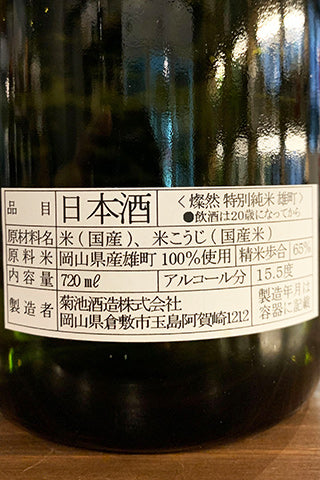 品目 日本酒 〈 燦然 特別純米 雄町 〉
●飲酒は20歳になってから
原材料名 米(国産)、米こうじ(国産米)
原料米 岡山県産雄町 100%使用 精米歩合 65%
内容量 720㎖ アルコール分 15.5度
製造者 菊池酒造株式会社
岡山県倉敷市玉島阿賀崎1212
製造年月は
容器に記載